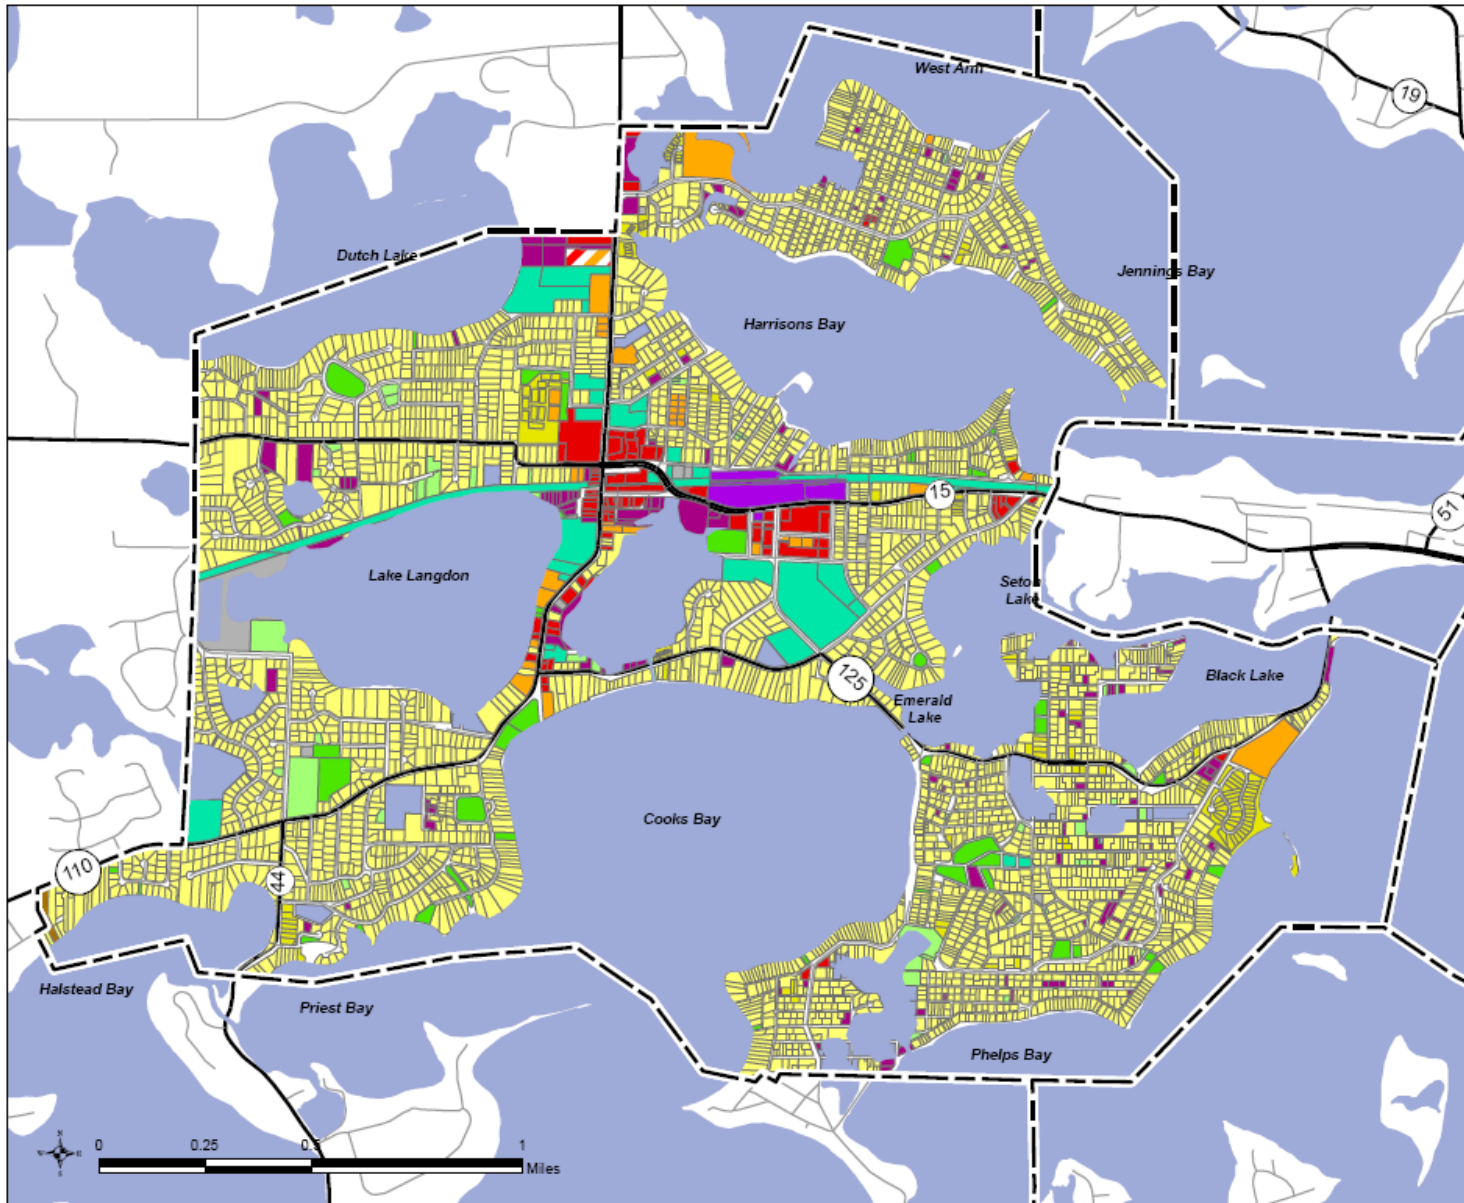 West Arm
19
Dutch Lake
Jennings Bay
Harrisons Bay
15
51
Lake Langdon
Seton
Lake
125
Black Lake
Emerald
Lake
Cooks Bay
110
44
Halstead Bay
Priest Bay
Phelps Bay
N
W
E
S
0 0.25 0.5 1
Miles